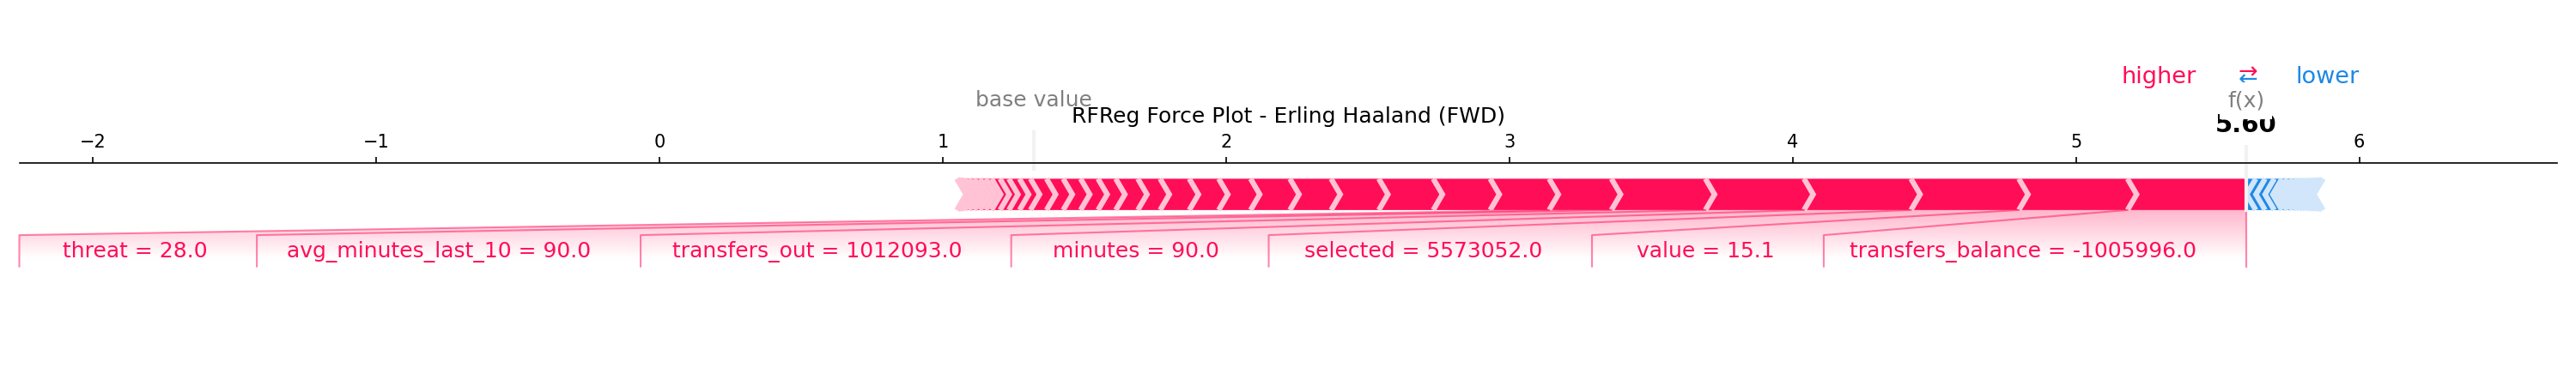 higher ⇄ lower
base value f(x)
RFReg Force Plot - Erling Haaland (FWD)
5.60
−2 −1 0 1 2 3 4 5 6
threat = 28.0 avg_minutes_last_10 = 90.0 transfers_out = 1012093.0 minutes = 90.0 selected = 5573052.0 value = 15.1 transfers_balance = -1005996.0